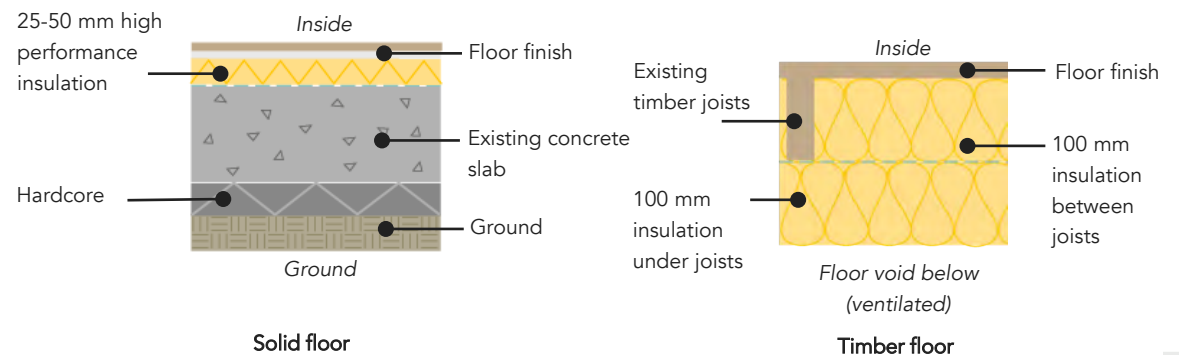 25-50 mm high
performance
insulation
Inside
Floor finish
Existing concrete
slab
Hardcore
Ground
Ground
Solid floor
Inside
Existing
timber joists
Floor finish
100 mm
insulation
between
joists
100 mm
insulation
under joists
Floor void below
(ventilated)
Timber floor